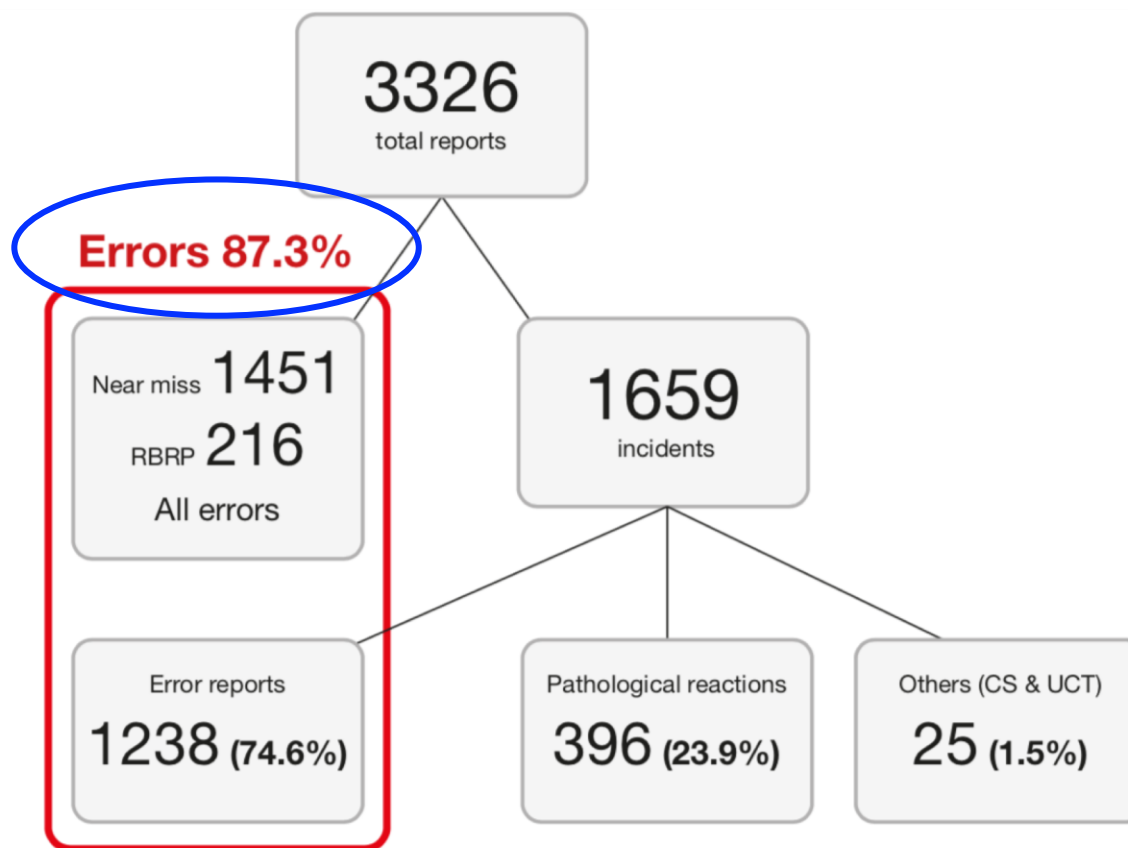 3326
total reports
Errors 87.3%
Near miss 1451
RBRP 216
All errors
1659
incidents
Error reports
1238 (74.6%)
Pathological reactions
396 (23.9%)
Others (CS & UCT)
25 (1.5%)